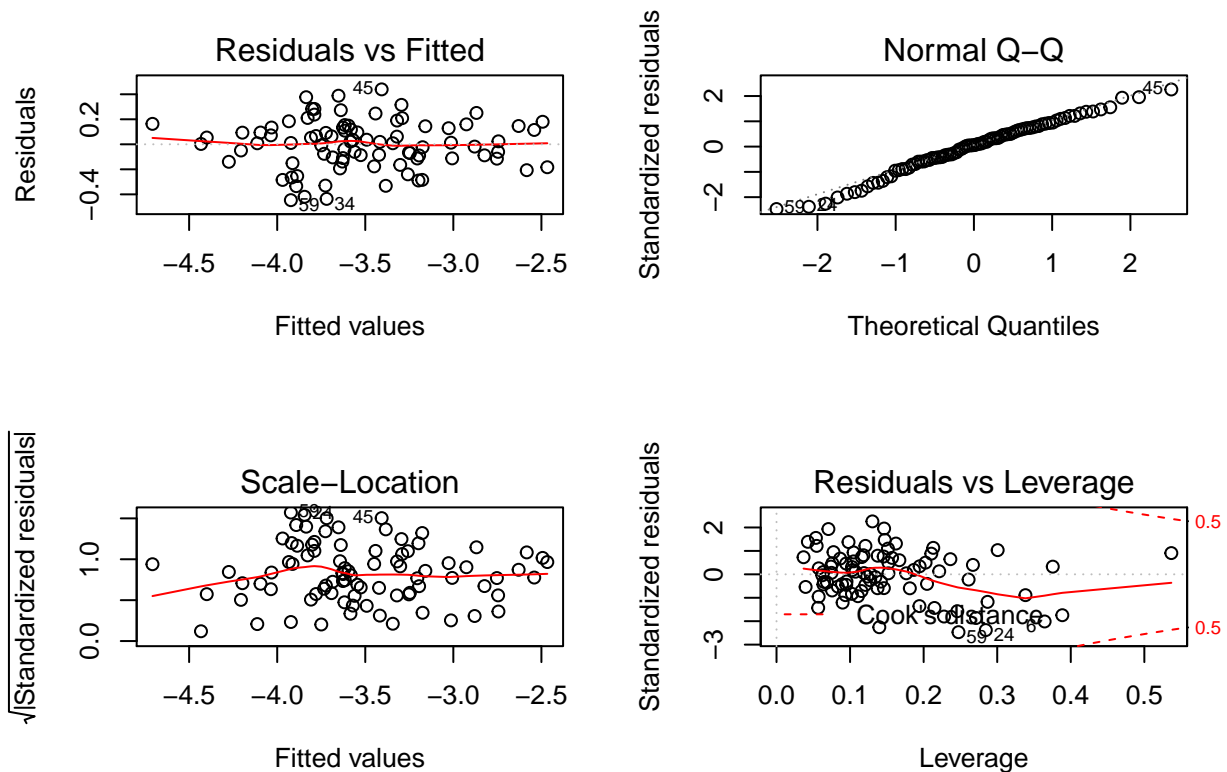 Residuals vs Fitted
Residuals
0.2
−0.4
45
59
34
−4.5 −4.0 −3.5 −3.0 −2.5
Fitted values
Normal Q−Q
Standardized residuals
2
0
−2
45
59
24
−2 −1 0 1 2
Theoretical Quantiles
Scale−Location
√|Standardized residuals|
1.0
0.0
59
24
45
−4.5 −4.0 −3.5 −3.0 −2.5
Fitted values
Residuals vs Leverage
Standardized residuals
2
0
−3
0.5
0.5
Cook's distance
59
24
6
0.0 0.1 0.2 0.3 0.4 0.5
Leverage